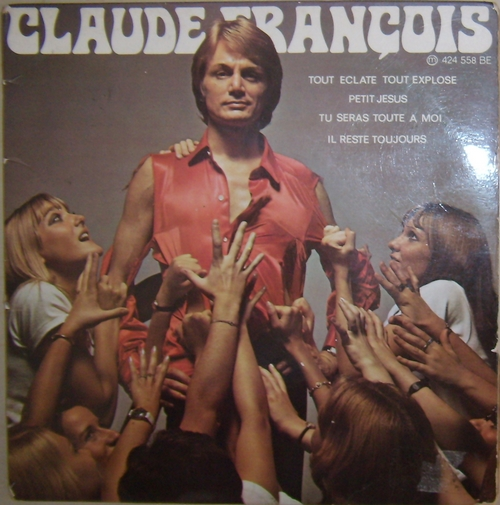 CLAUDE FRANÇOIS
ⓜ 424 558 BE
TOUT ECLATE TOUT EXPLOSE
PETIT JESUS
TU SERAS TOUTE A MOI
IL RESTE TOUJOURS